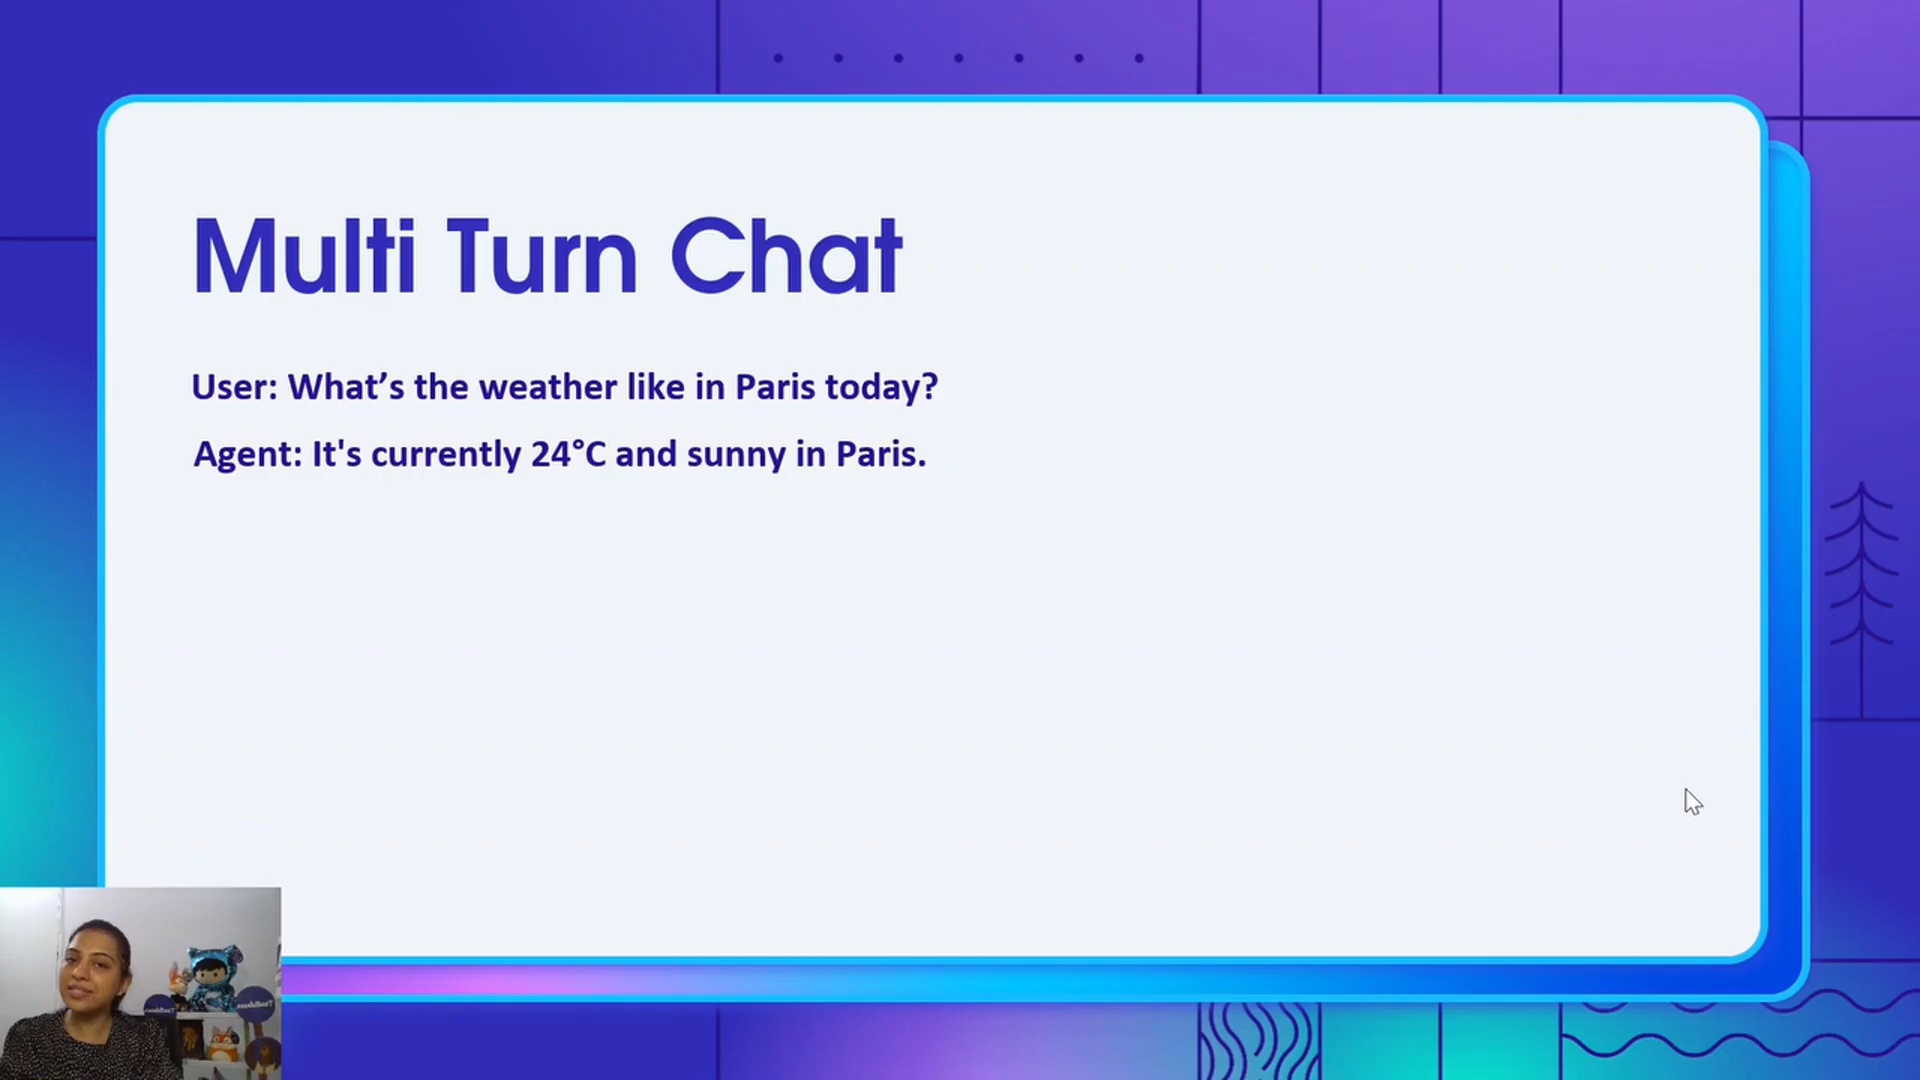 Multi Turn Chat
User: What’s the weather like in Paris today?
Agent: It's currently 24°C and sunny in Paris.